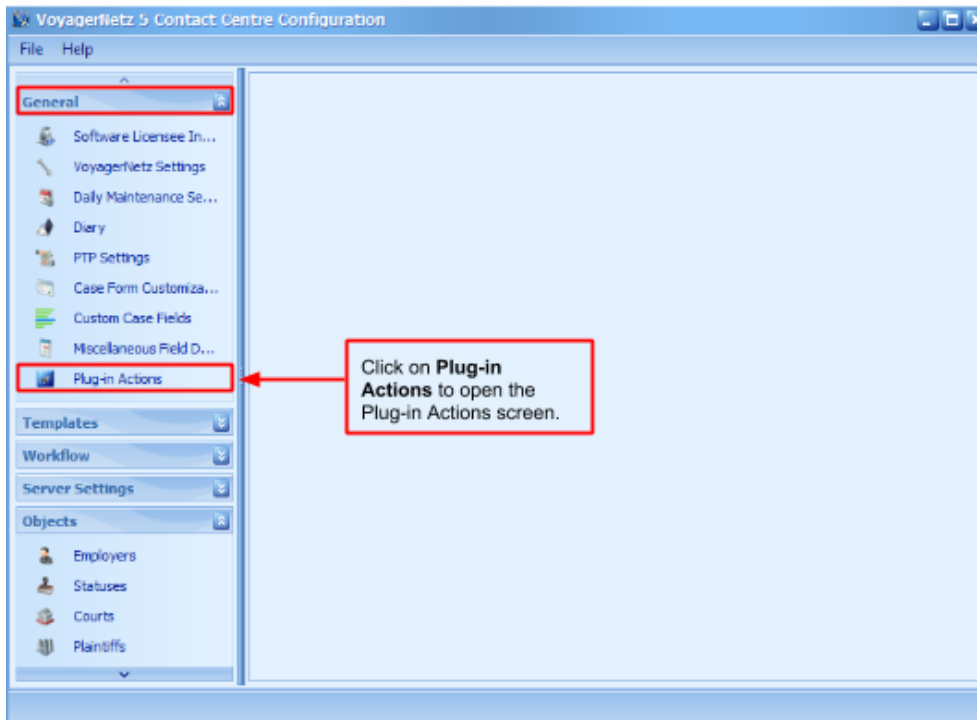 VoyagerNetz 5 Contact Centre Configuration
File Help
General
Software Licensee In...
VoyagerNetz Settings
Daily Maintenance Se...
Diary
PTP Settings
Case Form Customiza...
Custom Case Fields
Miscellaneous Field D...
Plug-in Actions
Click on Plug-in
Actions to open the
Plug-in Actions screen.
Templates
Workflow
Server Settings
Objects
Employers
Statuses
Courts
Plaintiffs